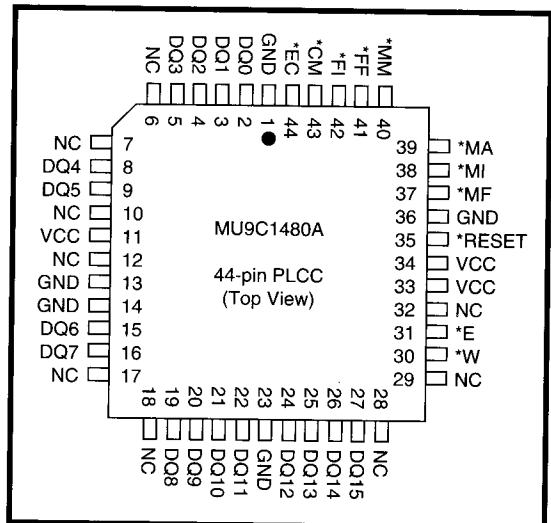 NC DQ3 DQ2 DQ1 DQ0 GND *EC *CM *FI *FF *MM
6 5 4 3 2 1 44 43 42 41 40
NC 7
DQ4 8
DQ5 9
NC 10
VCC 11
NC 12
GND 13
GND 14
DQ6 15
DQ7 16
NC 17
MU9C1480A
44-pin PLCC
(Top View)
39 *MA
38 *MI
37 *MF
36 GND
35 *RESET
34 VCC
33 VCC
32 NC
31 *E
30 *W
29 NC
18 19 20 21 22 23 24 25 26 27 28
NC DQ8 DQ9 DQ10 DQ11 GND DQ12 DQ13 DQ14 DQ15 NC